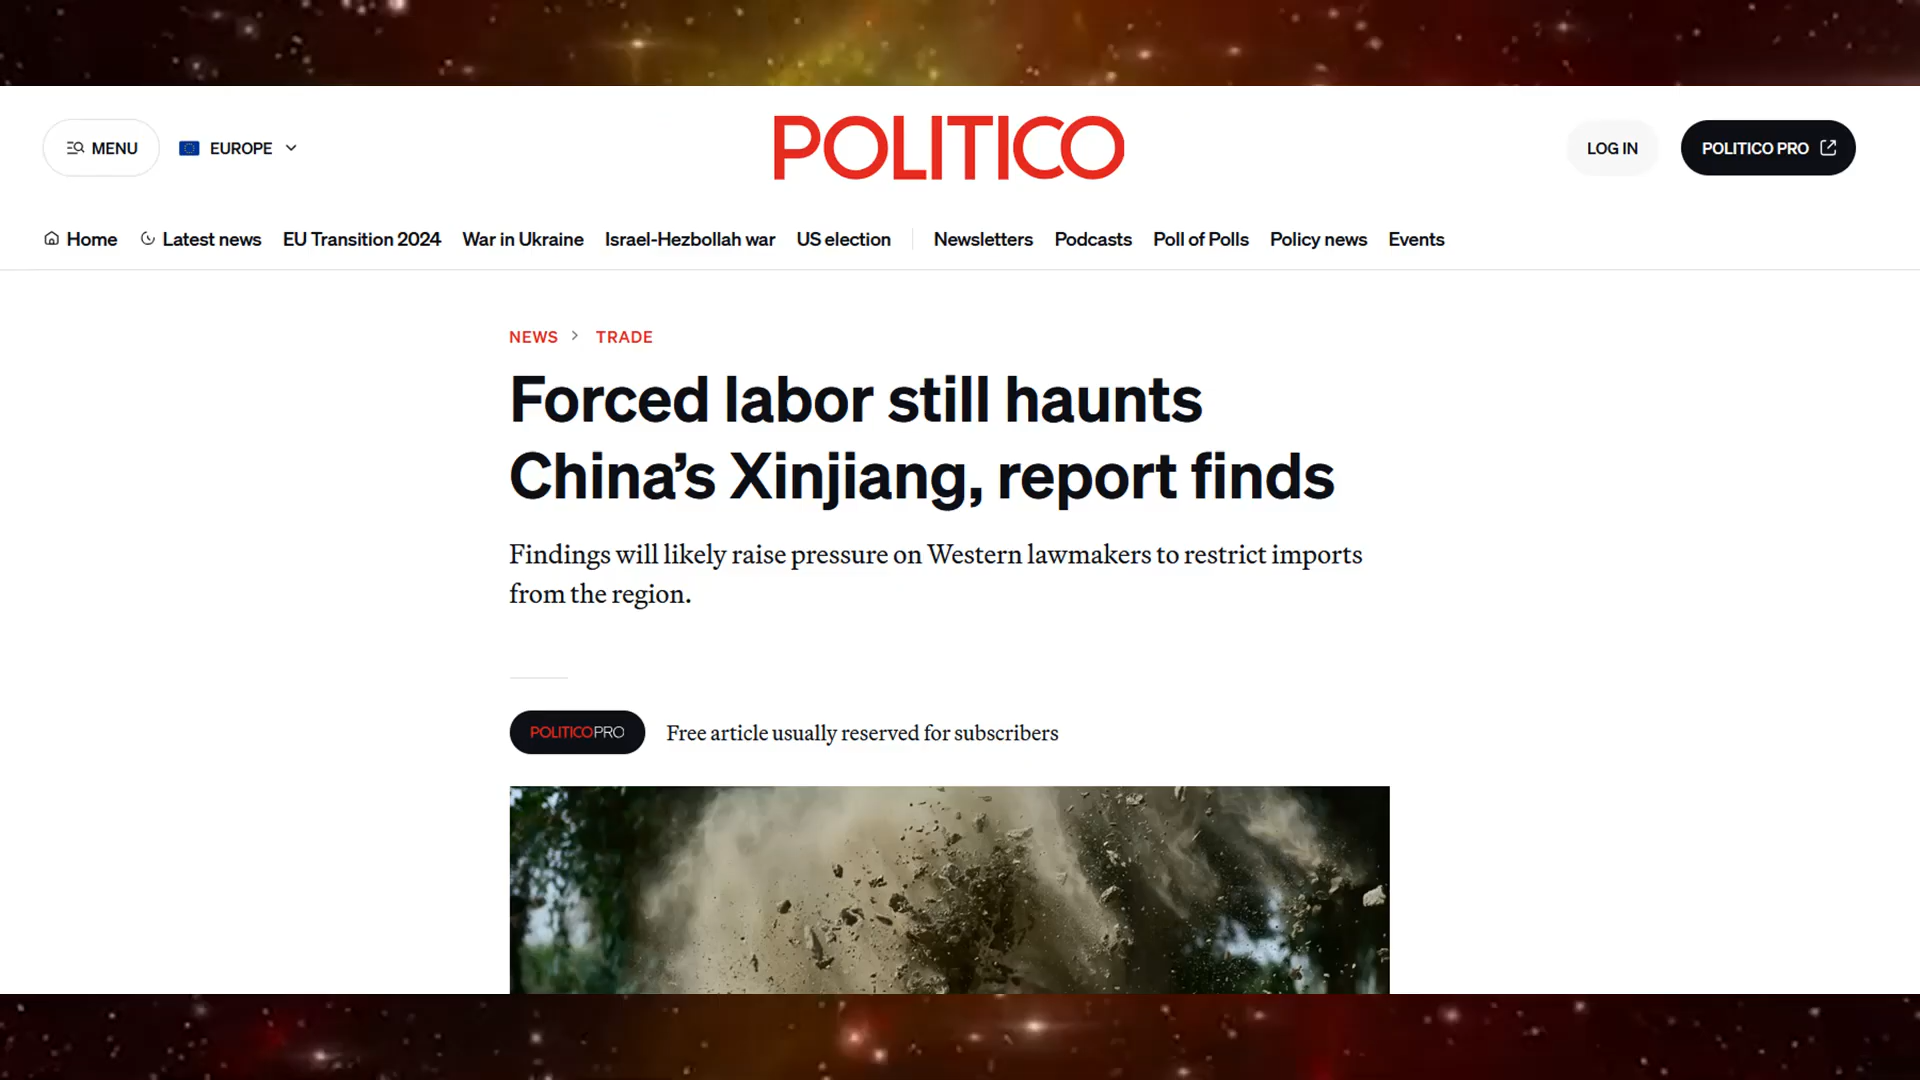 MENU
EUROPE
POLITICO
LOG IN
POLITICO PRO
Home Latest news EU Transition 2024 War in Ukraine Israel-Hezbollah war US election Newsletters Podcasts Poll of Polls Policy news Events
NEWS > TRADE
Forced labor still haunts
China’s Xinjiang, report finds
Findings will likely raise pressure on Western lawmakers to restrict imports
from the region.
POLITICOPRO Free article usually reserved for subscribers